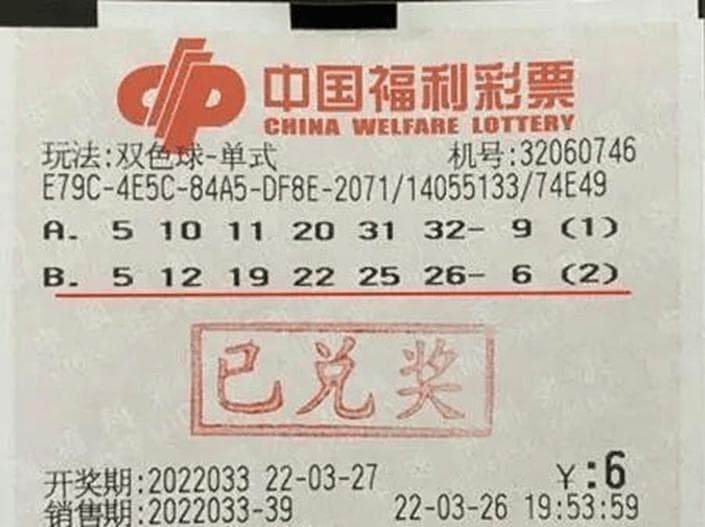 中国福利彩票
CHINA WELFARE LOTTERY
玩法:双色球-单式 机号:32060746
E79C-4E5C-84A5-DF8E-2071/14055133/74E49
A. 5 10 11 20 31 32- 9 (1)
B. 5 12 19 22 25 26- 6 (2)
已兑奖
开奖期:2022033 22-03-27 ¥:6
销售期:2022033-39 22-03-26 19:53:59